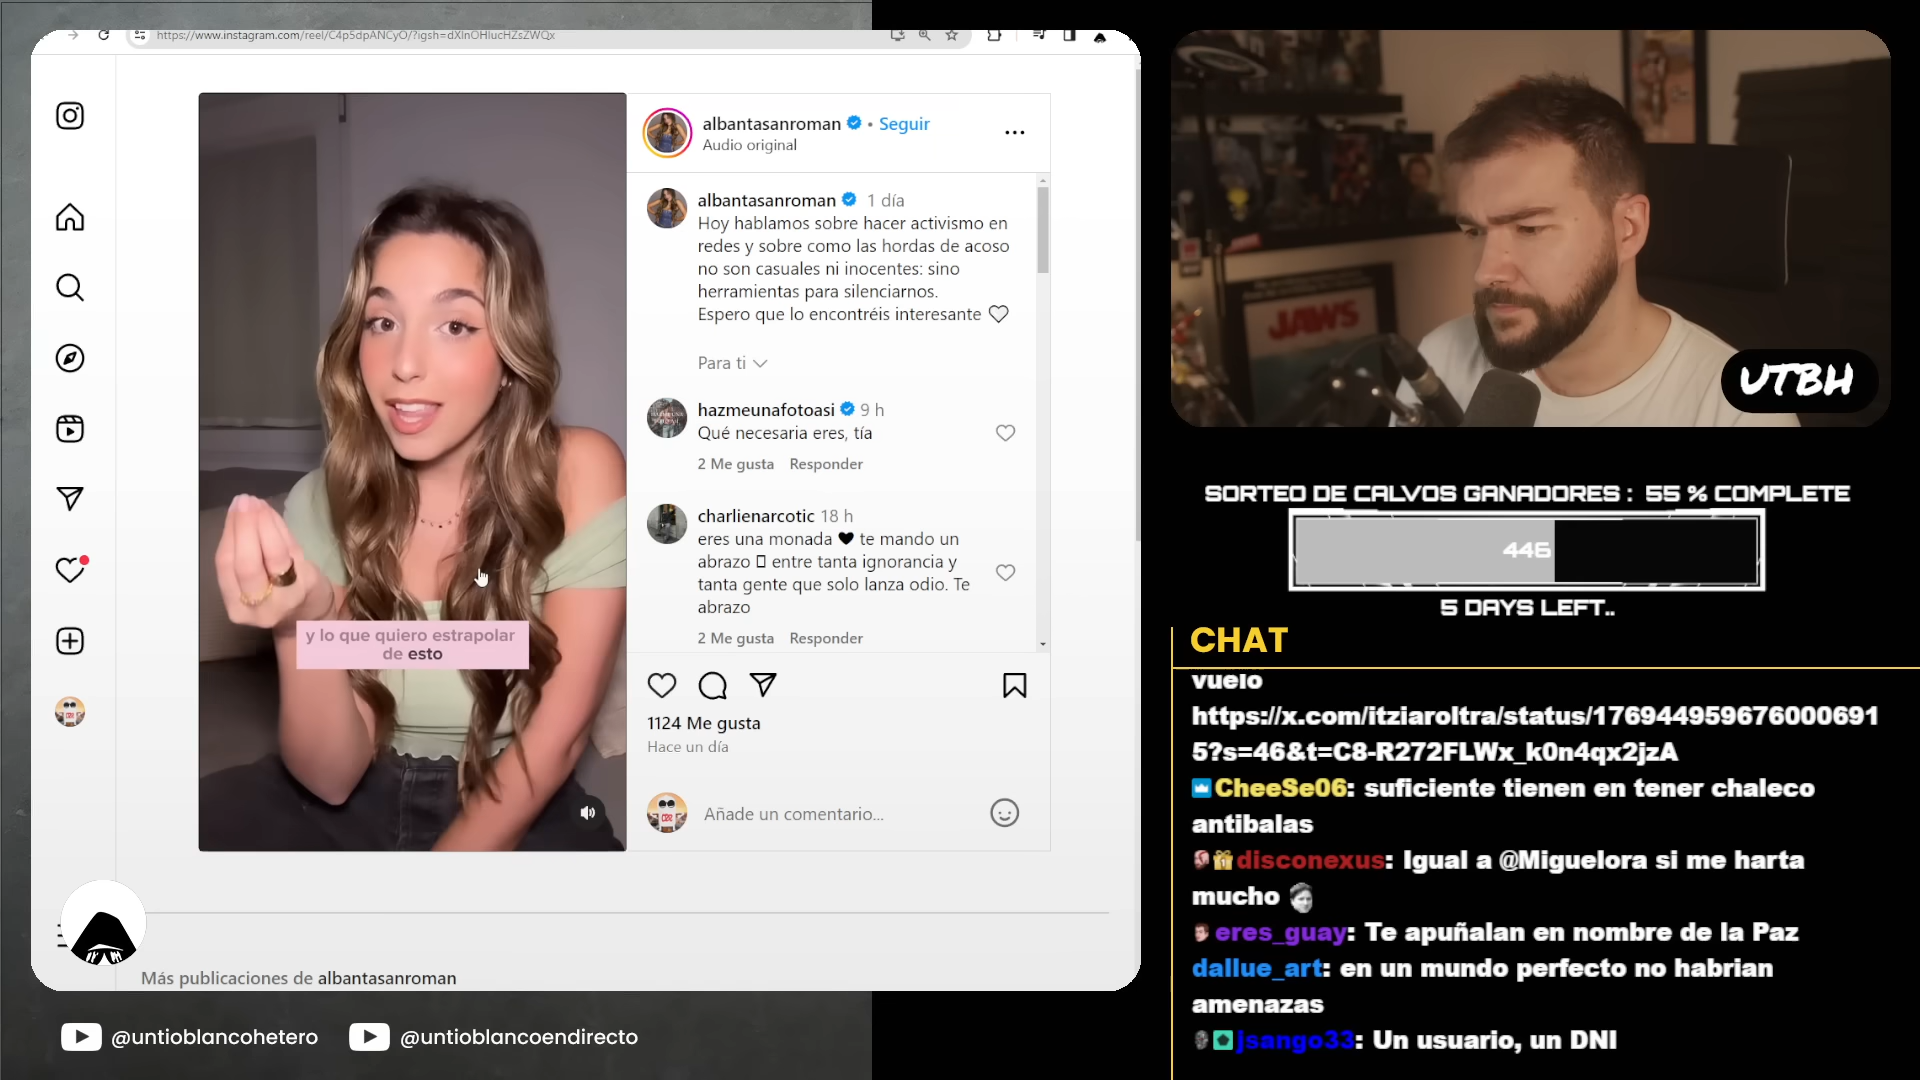 https://www.instagram.com/reel/C4p5dpANCyO/?igsh=dXlnOHlucHZsZWQx
albantasanroman • Seguir
Audio original
albantasanroman 1 día
Hoy hablamos sobre hacer activismo en
redes y sobre como las hordas de acoso
no son casuales ni inocentes: sino
herramientas para silenciarnos.
Espero que lo encontréis interesante
Para ti
hazmeunafotoasi 9 h
Qué necesaria eres, tía
2 Me gusta Responder
charlienarcotic 18 h
eres una monada 🖤 te mando un
abrazo entre tanta ignorancia y
tanta gente que solo lanza odio. Te
abrazo
2 Me gusta Responder
1124 Me gusta
Hace un día
Añade un comentario...
y lo que quiero estrapolar
de esto
Más publicaciones de albantasanroman
@untioblancohetero
@untioblancoendirecto
JAWS
UTBH
SORTEO DE CALVOS GANADORES : 55 % COMPLETE
446
5 DAYS LEFT..
CHAT
vuelo
https://x.com/itziaroltra/status/176944959676000691
5?s=46&t=C8-R272FLWx_k0n4qx2jzA
CheeSe06: suficiente tienen en tener chaleco
antibalas
disconexus: Igual a @Miguelora si me harta
mucho
eres_guay: Te apuñalan en nombre de la Paz
dallue_art: en un mundo perfecto no habrian
amenazas
jsango33: Un usuario, un DNI